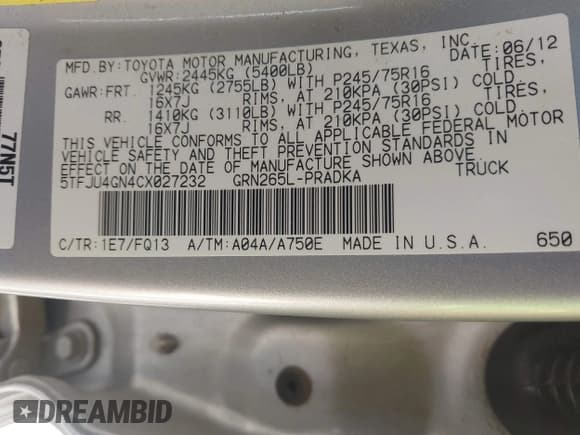 MFD.BY:TOYOTA MOTOR MANUFACTURING, TEXAS, INC.
GVWR:2445KG (5400LB) DATE:06/12
GAWR:FRT. 1245KG (2755LB) WITH P245/75R16 TIRES,
16X7J RIMS, AT 210KPA (30PSI) COLD
RR. 1410KG (3110LB) WITH P245/75R16 TIRES,
16X7J RIMS, AT 210KPA (30PSI) COLD.
THIS VEHICLE CONFORMS TO ALL APPLICABLE FEDERAL MOTOR
VEHICLE SAFETY AND THEFT PREVENTION STANDARDS IN
EFFECT ON THE DATE OF MANUFACTURE SHOWN ABOVE.
5TFJU4GN4CX027232 GRN265L-PRADKA TRUCK
C/TR:1E7/FQ13 A/TM:A04A/A750E MADE IN U.S.A. 650
77N5T
DREAMBID